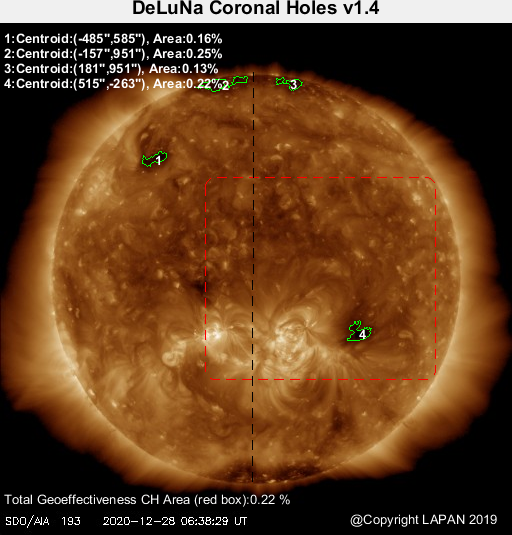 DeLuNa Coronal Holes v1.4
1:Centroid:(-485",585"), Area:0.16%
2:Centroid:(-157",951"), Area:0.25%
3:Centroid:(181",951"), Area:0.13%
4:Centroid:(515",-263"), Area:0.22%
2
3
1
4
Total Geoeffectiveness CH Area (red box):0.22 %
SDO/AIA 193 2020-12-28 06:38:29 UT
@Copyright LAPAN 2019